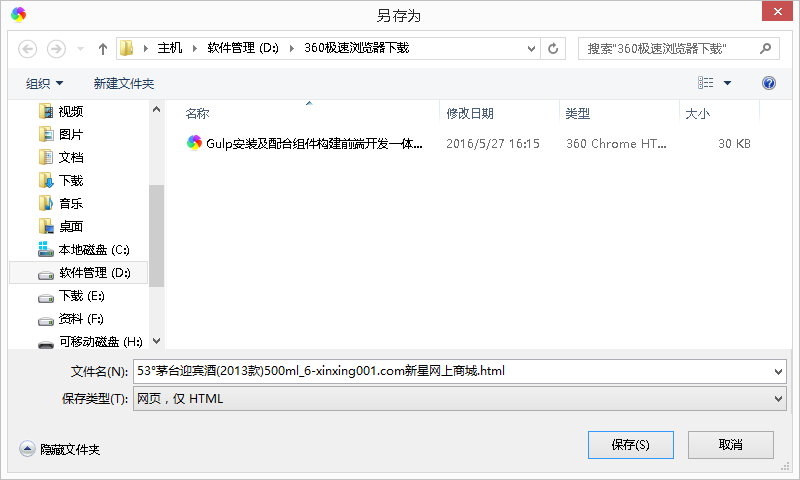 另存为
主机 软件管理 (D:) 360极速浏览器下载 搜索"360极速浏览器下载"
组织 新建文件夹
名称 修改日期 类型 大小
视频
Gulp安装及配合组件构建前端开发一体... 2016/5/27 16:15 360 Chrome HT... 30 KB
图片
文档
下载
音乐
桌面
本地磁盘 (C:)
软件管理 (D:)
下载 (E:)
资料 (F:)
可移动磁盘 (H:)
文件名(N): 53°茅台迎宾酒(2013款)500ml_6-xinxing001.com新星网上商城.html
保存类型(T): 网页，仅 HTML
隐藏文件夹 保存(S) 取消